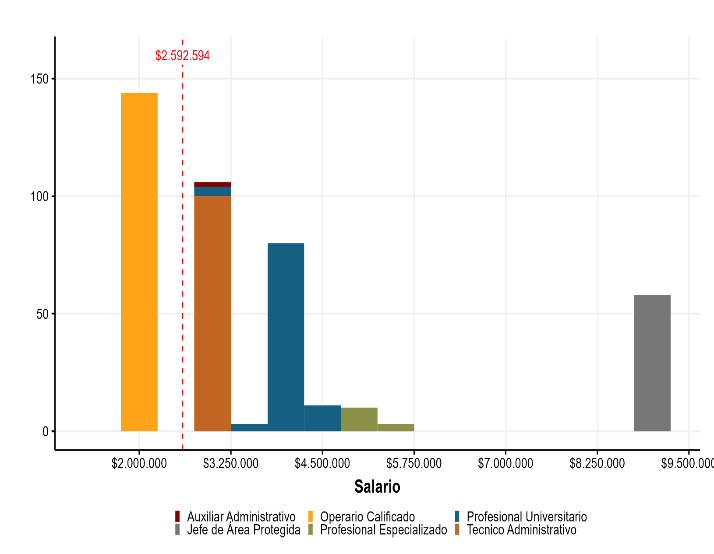 $2.592.594
150
100
50
0
$2.000.000 $3.250.000 $4.500.000 $5.750.000 $7.000.000 $8.250.000 $9.500.000
Salario
Auxiliar Administrativo Operario Calificado Profesional Universitario
Jefe de Área Protegida Profesional Especializado Tecnico Administrativo